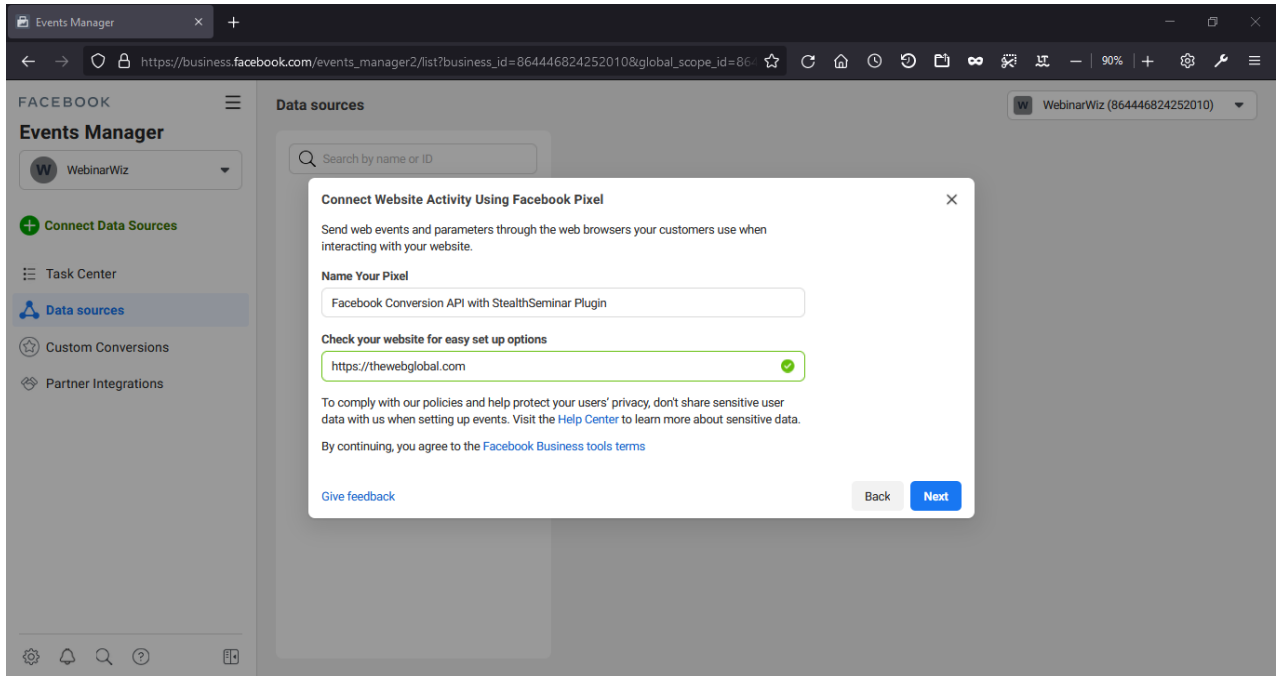 Events Manager
https://business.facebook.com/events_manager2/list?business_id=864446824252010&global_scope_id=864
90%
FACEBOOK
Events Manager
W WebinarWiz
Connect Data Sources
Task Center
Data sources
Custom Conversions
Partner Integrations
Data sources
W WebinarWiz (864446824252010)
Search by name or ID
Connect Website Activity Using Facebook Pixel
Send web events and parameters through the web browsers your customers use when
interacting with your website.
Name Your Pixel
Facebook Conversion API with StealthSeminar Plugin
Check your website for easy set up options
https://thewebglobal.com
To comply with our policies and help protect your users' privacy, don't share sensitive user
data with us when setting up events. Visit the Help Center to learn more about sensitive data.
By continuing, you agree to the Facebook Business tools terms
Give feedback
Back
Next